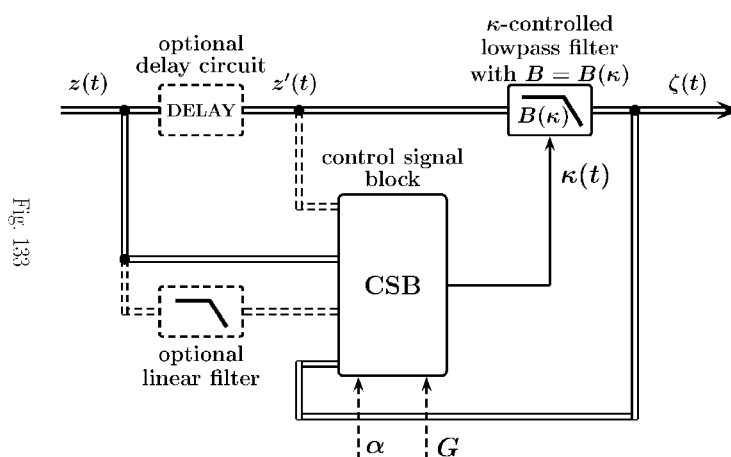 κ-controlled
lowpass filter
with B = B(κ)
optional
delay circuit
z(t)
DELAY
z′(t)
B(κ)
ζ(t)
control signal
block
κ(t)
CSB
optional
linear filter
α
G
Fig. 133